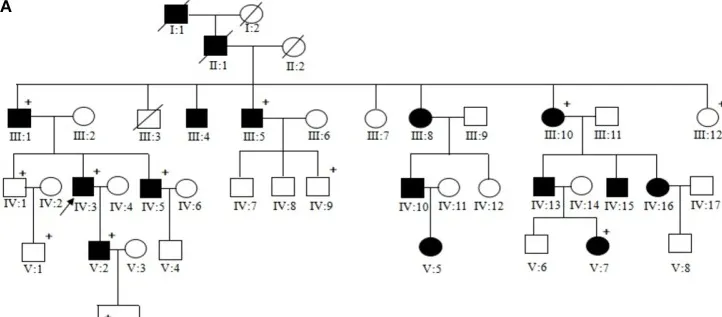 A
I:1 I:2
II:1 II:2
+ + + +
III:1 III:2 III:3 III:4 III:5 III:6 III:7 III:8 III:9 III:10 III:11 III:12
+ + + +
IV:1 IV:2 IV:3 IV:4 IV:5 IV:6 IV:7 IV:8 IV:9 IV:10 IV:11 IV:12 IV:13 IV:14 IV:15 IV:16 IV:17
+ + +
V:1 V:2 V:3 V:4 V:5 V:6 V:7 V:8
+